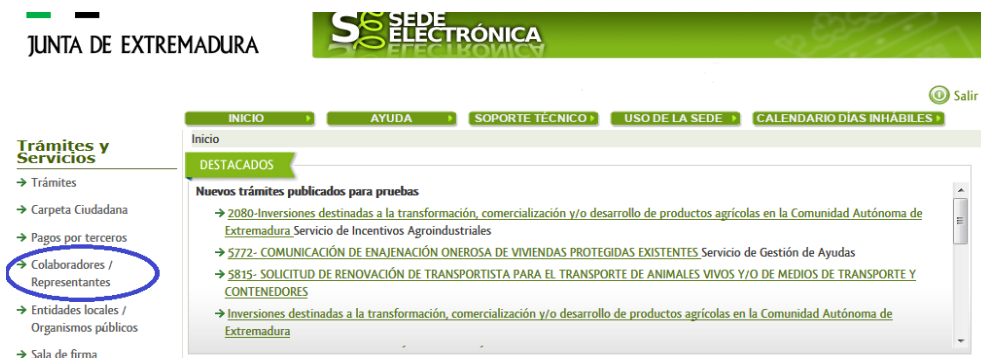 JUNTA DE EXTREMADURA
SEDE
ELECTRÓNICA
Salir
INICIO
AYUDA
SOPORTE TÉCNICO
USO DE LA SEDE
CALENDARIO DÍAS INHÁBILES
Trámites y
Servicios
Trámites
Carpeta Ciudadana
Pagos por terceros
Colaboradores /
Representantes
Entidades locales /
Organismos públicos
Sala de firma
Inicio
DESTACADOS
Nuevos trámites publicados para pruebas
2080-Inversiones destinadas a la transformación, comercialización y/o desarrollo de productos agrícolas en la Comunidad Autónoma de
Extremadura Servicio de Incentivos Agroindustriales
5772- COMUNICACIÓN DE ENAJENACIÓN ONEROSA DE VIVIENDAS PROTEGIDAS EXISTENTES Servicio de Gestión de Ayudas
5815- SOLICITUD DE RENOVACIÓN DE TRANSPORTISTA PARA EL TRANSPORTE DE ANIMALES VIVOS Y/O DE MEDIOS DE TRANSPORTE Y
CONTENEDORES
Inversiones destinadas a la transformación, comercialización y/o desarrollo de productos agrícolas en la Comunidad Autónoma de
Extremadura